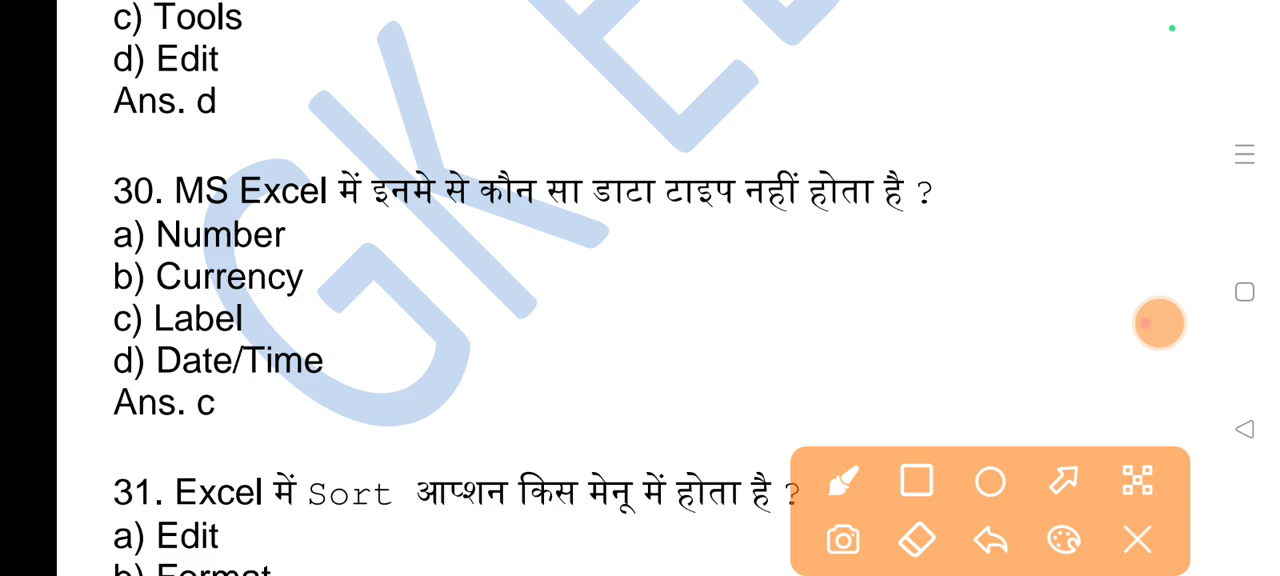 c) Tools
d) Edit
Ans. d
30. MS Excel में इनमे से कौन सा डाटा टाइप नहीं होता है ?
a) Number
b) Currency
c) Label
d) Date/Time
Ans. c
31. Excel में Sort आप्शन किस मेनू में होता है ?
a) Edit
b) Format